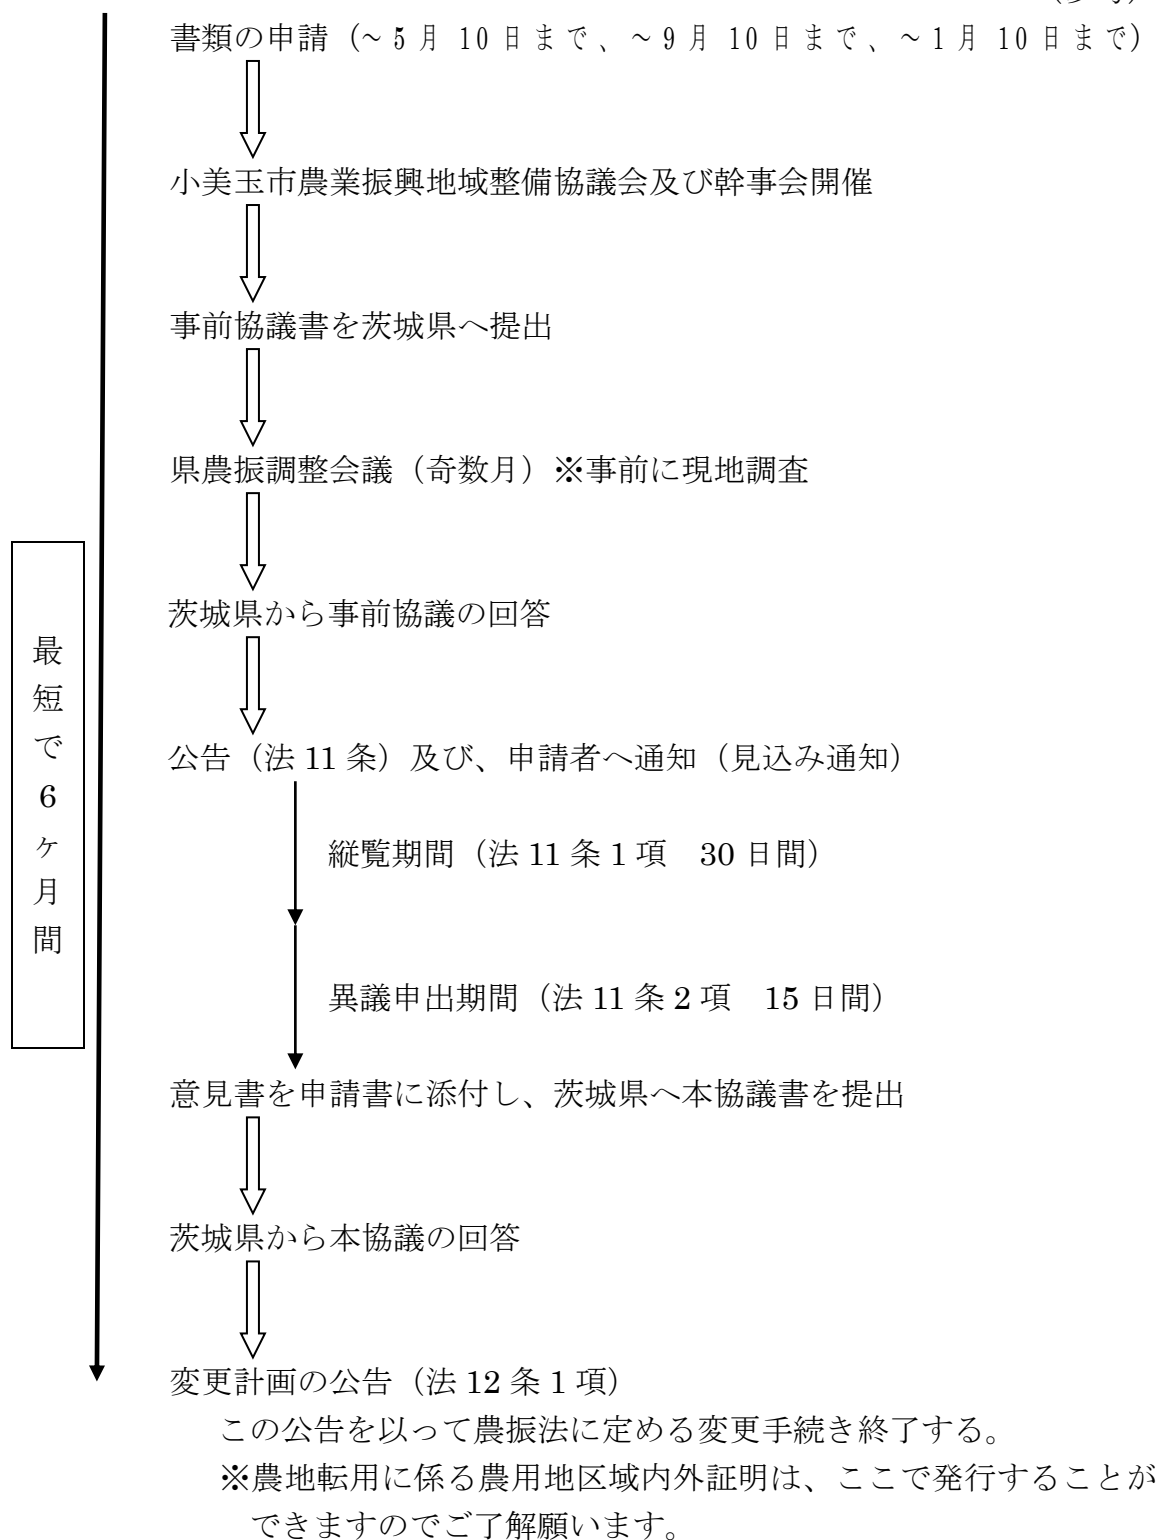 書類の申請（～5月10日まで、～9月10日まで、～1月10日まで）
小美玉市農業振興地域整備協議会及び幹事会開催
事前協議書を茨城県へ提出
県農振調整会議（奇数月）※事前に現地調査
茨城県から事前協議の回答
公告（法 11 条）及び、申請者へ通知（見込み通知）
縦覧期間（法 11 条 1 項　30 日間）
異議申出期間（法 11 条 2 項　15 日間）
意見書を申請書に添付し、茨城県へ本協議書を提出
茨城県から本協議の回答
変更計画の公告（法 12 条 1 項）
この公告を以って農振法に定める変更手続き終了する。
※農地転用に係る農用地区域内外証明は、ここで発行することが
できますのでご了解願います。
最短で6ヶ月間